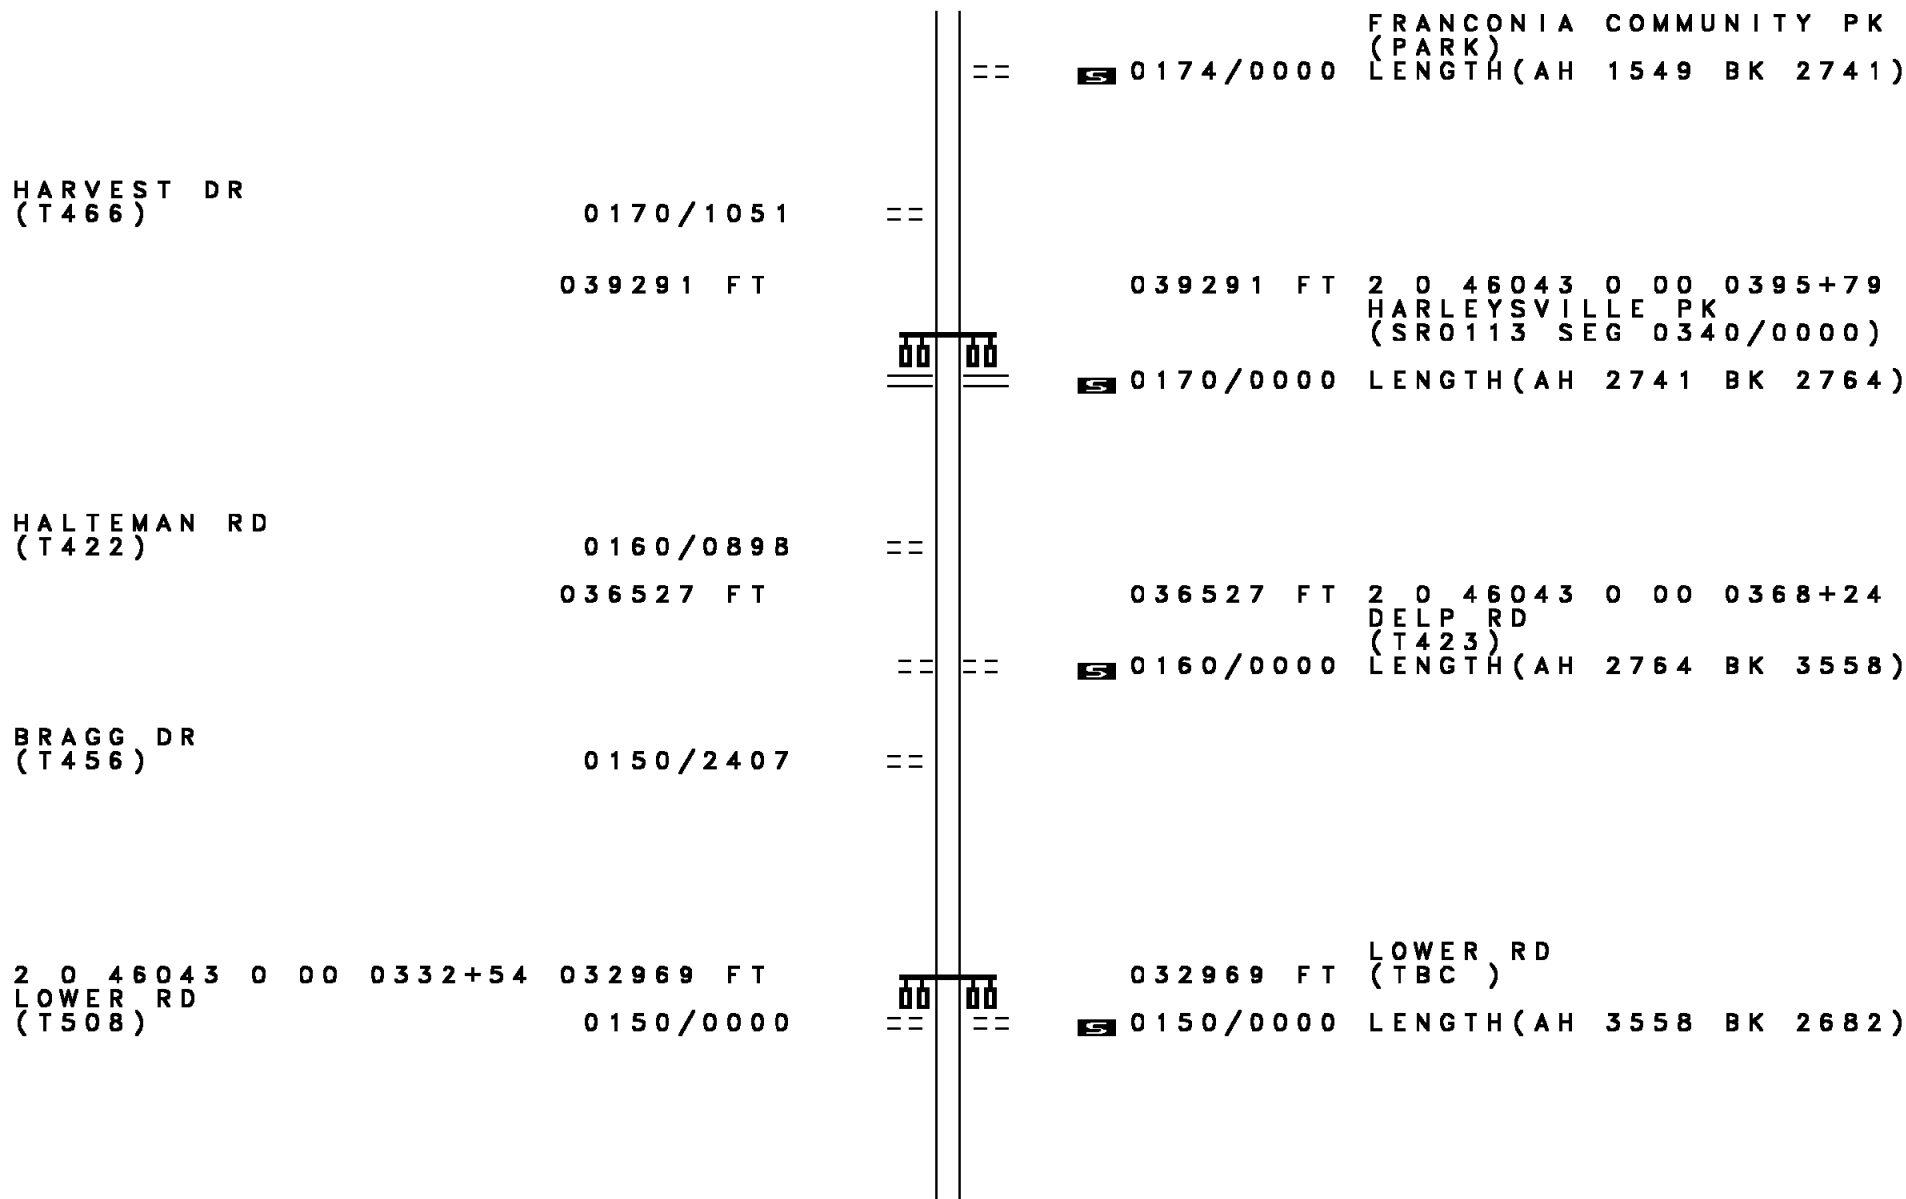 FRANCONIA COMMUNITY PK
(PARK)
S 0174/0000 LENGTH(AH 1549 BK 2741)
HARVEST DR
(T466) 0170/1051
039291 FT 039291 FT 2 0 46043 0 00 0395+79
HARLEYSVILLE PK
(SR0113 SEG 0340/0000)
S 0170/0000 LENGTH(AH 2741 BK 2764)
HALTEMAN RD
(T422) 0160/0898
036527 FT 036527 FT 2 0 46043 0 00 0368+24
DELP RD
(T423)
S 0160/0000 LENGTH(AH 2764 BK 3558)
BRAGG DR
(T456) 0150/2407
LOWER RD
2 0 46043 0 00 0332+54 032969 FT 032969 FT (TBC )
LOWER RD
(T508) 0150/0000 S 0150/0000 LENGTH(AH 3558 BK 2682)